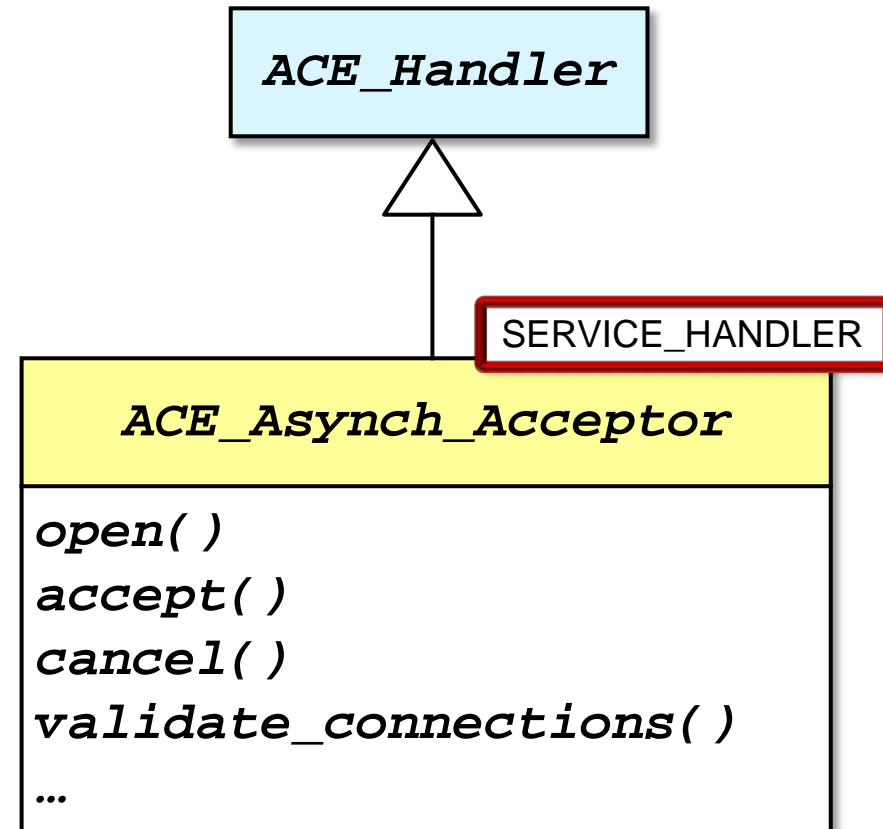 ACE_Handler
SERVICE_HANDLER
ACE_Asynch_Acceptor
open()
accept()
cancel()
validate_connections()
…